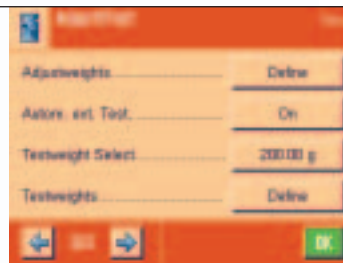 Adjustweights
Define
Autom. ext. Test.
On
Testweight Select
200.00 g
Testweights
Define
OK